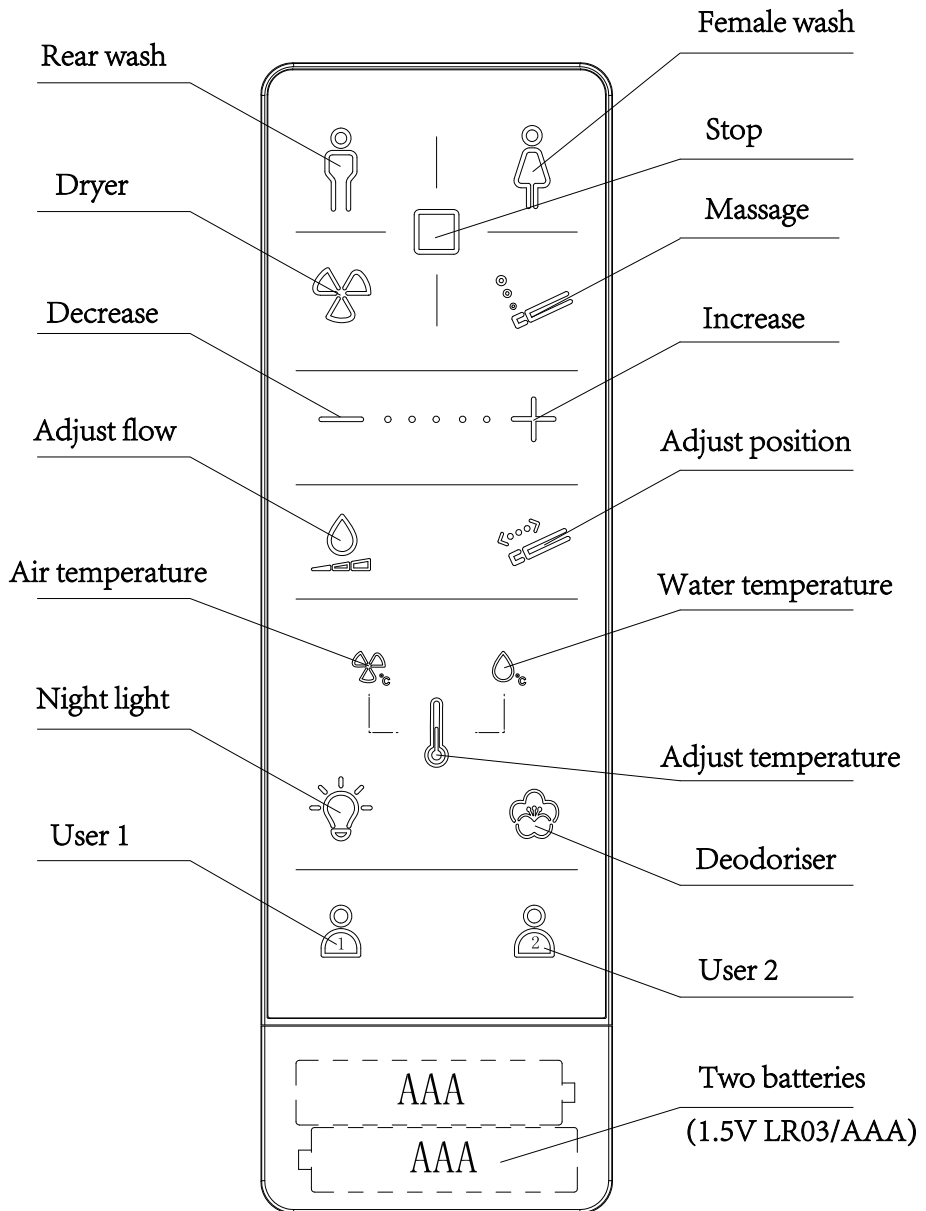 Female wash
Rear wash
Stop
Dryer
Massage
Decrease
Increase
Adjust flow
Adjust position
Air temperature
Water temperature
°C
°C
Night light
Adjust temperature
User 1
Deodoriser
1
2
User 2
AAA
Two batteries
(1.5V LR03/AAA)
AAA